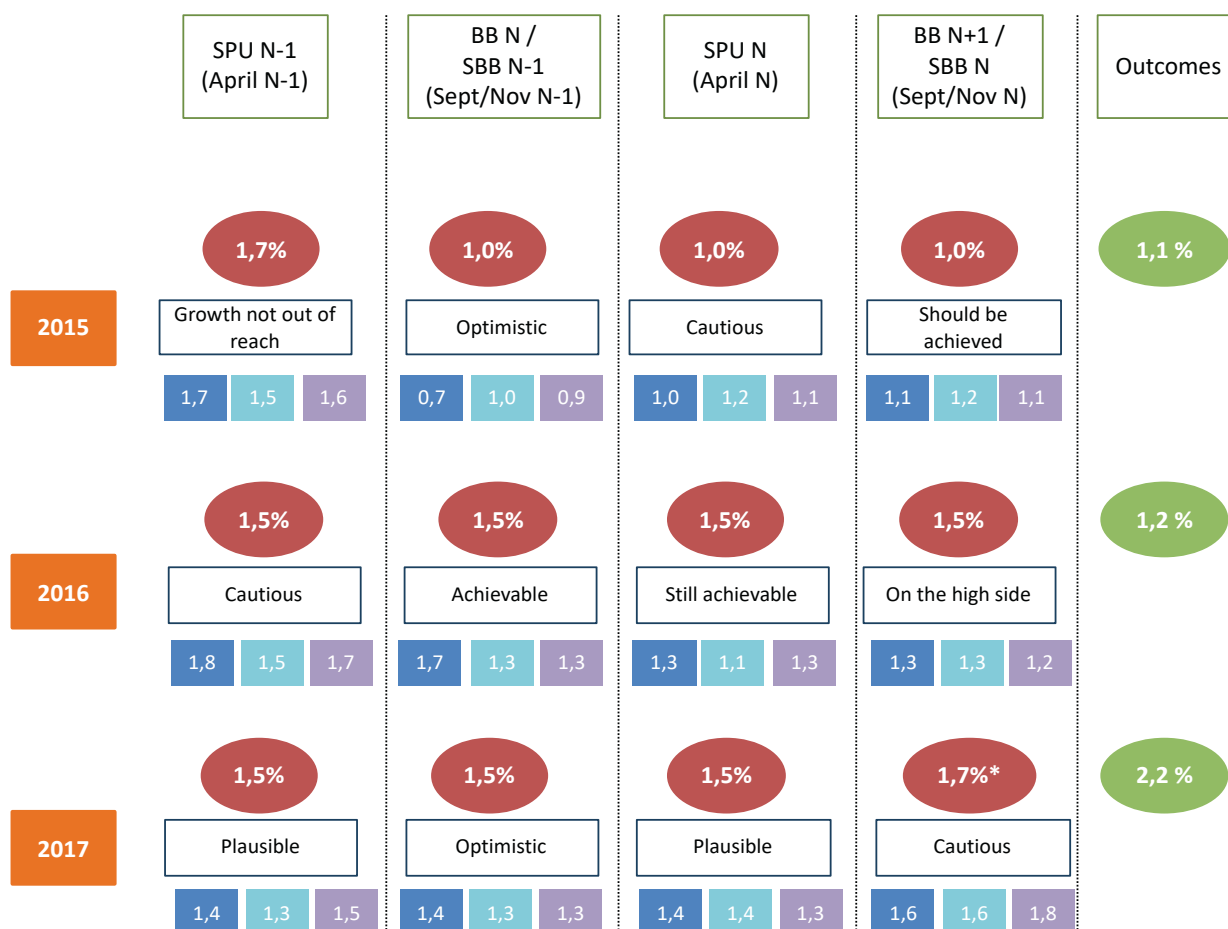 SPU N-1
(April N-1)
BB N /
SBB N-1
(Sept/Nov N-1)
SPU N
(April N)
BB N+1 /
SBB N
(Sept/Nov N)
Outcomes
1,7%
1,0%
1,0%
1,0%
1,1 %
2015
Growth not out of
reach
Optimistic
Cautious
Should be
achieved
1,7 1,5 1,6
0,7 1,0 0,9
1,0 1,2 1,1
1,1 1,2 1,1
1,5%
1,5%
1,5%
1,5%
1,2 %
2016
Cautious
Achievable
Still achievable
On the high side
1,8 1,5 1,7
1,7 1,3 1,3
1,3 1,1 1,3
1,3 1,3 1,2
1,5%
1,5%
1,5%
1,7%*
2,2 %
2017
Plausible
Optimistic
Plausible
Cautious
1,4 1,3 1,5
1,4 1,3 1,3
1,4 1,4 1,3
1,6 1,6 1,8